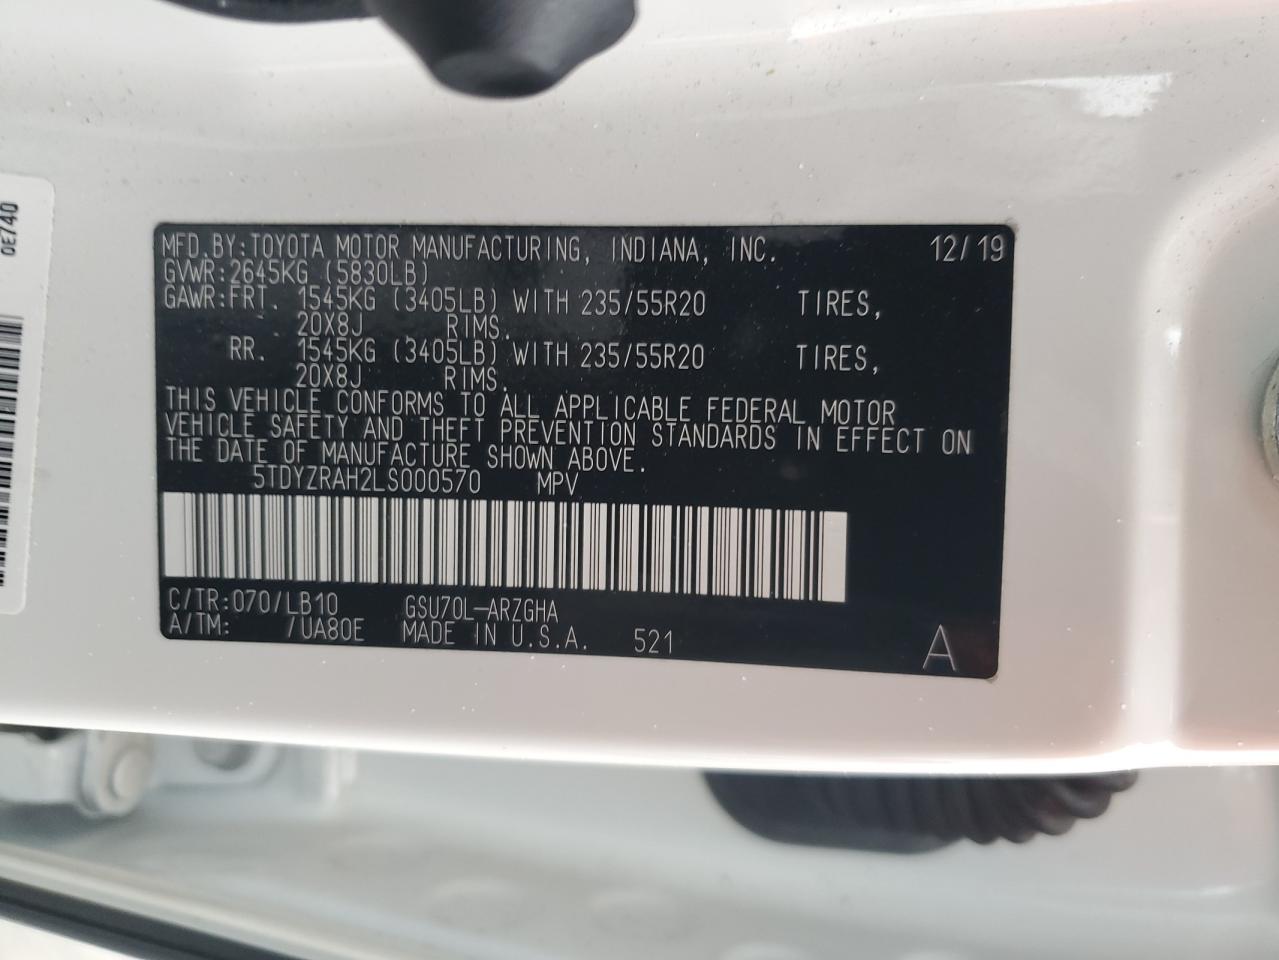 0E740
MFD.BY:TOYOTA MOTOR MANUFACTURING, INDIANA, INC. 12/19
GVWR:2645KG (5830LB)
GAWR:FRT. 1545KG (3405LB) WITH 235/55R20 TIRES,
20X8J RIMS.
RR. 1545KG (3405LB) WITH 235/55R20 TIRES,
20X8J RIMS.
THIS VEHICLE CONFORMS TO ALL APPLICABLE FEDERAL MOTOR
VEHICLE SAFETY AND THEFT PREVENTION STANDARDS IN EFFECT ON
THE DATE OF MANUFACTURE SHOWN ABOVE.
5TDYZRAH2LS000570 MPV
C/TR:070/LB10 GSU70L-ARZGHA
A/TM: /UA80E MADE IN U.S.A. 521
A